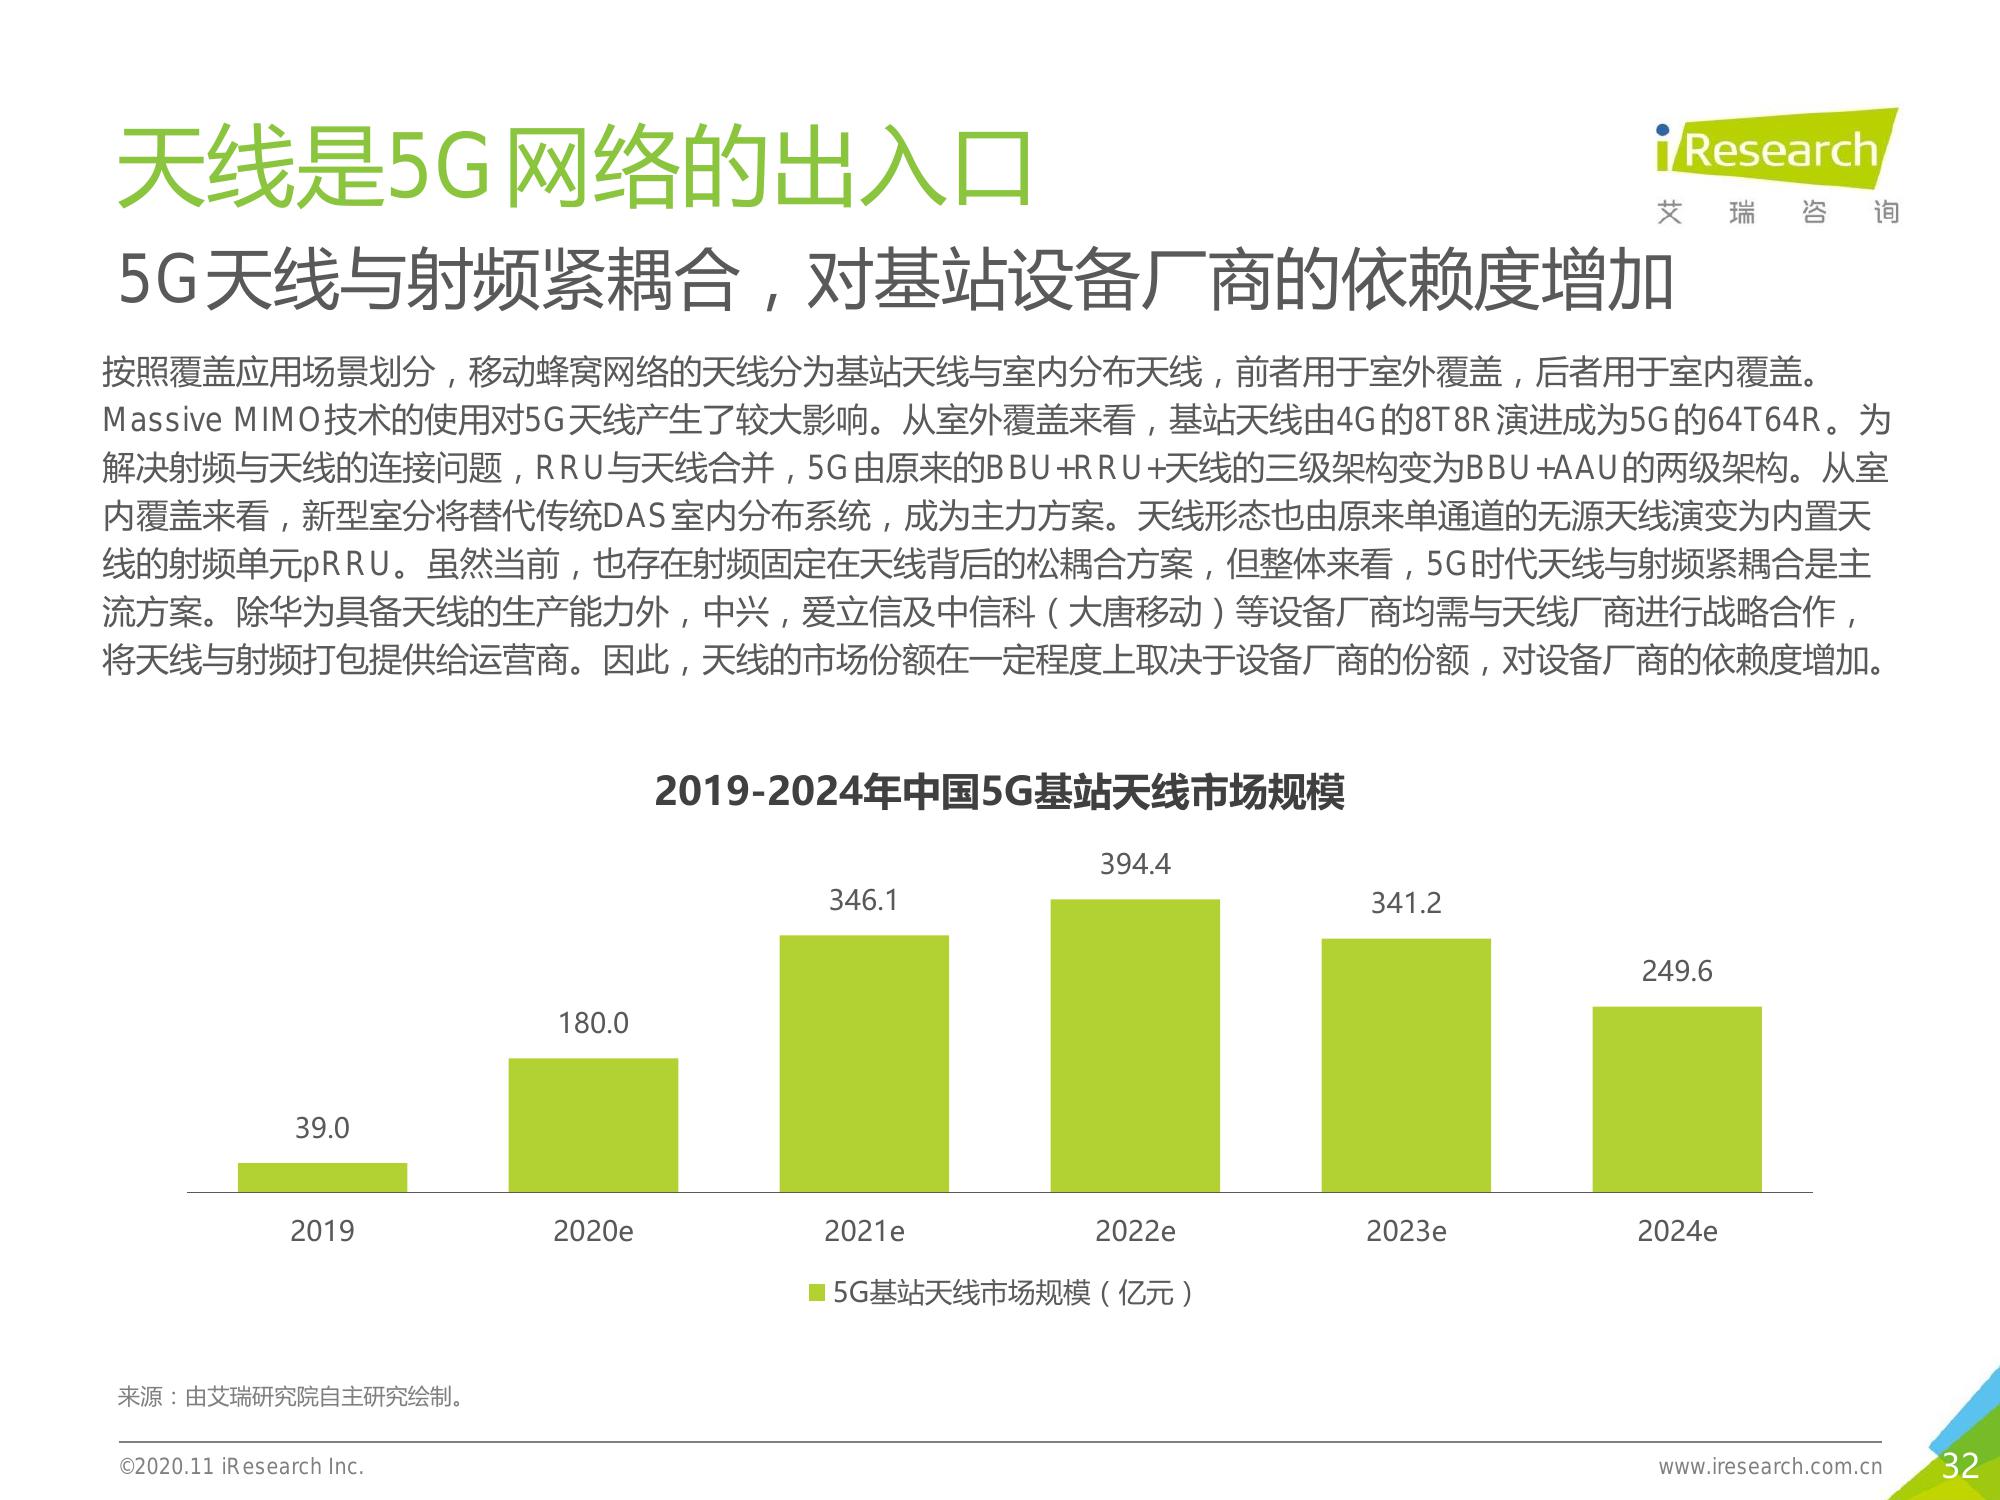 天线是5G网络的出入口
iResearch
艾瑞咨询
5G天线与射频紧耦合，对基站设备厂商的依赖度增加
按照覆盖应用场景划分，移动蜂窝网络的天线分为基站天线与室内分布天线，前者用于室外覆盖，后者用于室内覆盖。
Massive MIMO技术的使用对5G天线产生了较大影响。从室外覆盖来看，基站天线由4G的8T8R演进成为5G的64T64R。为
解决射频与天线的连接问题，RRU与天线合并，5G由原来的BBU+RRU+天线的三级架构变为BBU+AAU的两级架构。从室
内覆盖来看，新型室分将替代传统DAS室内分布系统，成为主力方案。天线形态也由原来单通道的无源天线演变为内置天
线的射频单元pRRU。虽然当前，也存在射频固定在天线背后的松耦合方案，但整体来看，5G时代天线与射频紧耦合是主
流方案。除华为具备天线的生产能力外，中兴，爱立信及中信科（大唐移动）等设备厂商均需与天线厂商进行战略合作，
将天线与射频打包提供给运营商。因此，天线的市场份额在一定程度上取决于设备厂商的份额，对设备厂商的依赖度增加。
2019-2024年中国5G基站天线市场规模
39.0
180.0
346.1
394.4
341.2
249.6
2019
2020e
2021e
2022e
2023e
2024e
5G基站天线市场规模（亿元）
来源：由艾瑞研究院自主研究绘制。
©2020.11 iResearch Inc.
www.iresearch.com.cn
32